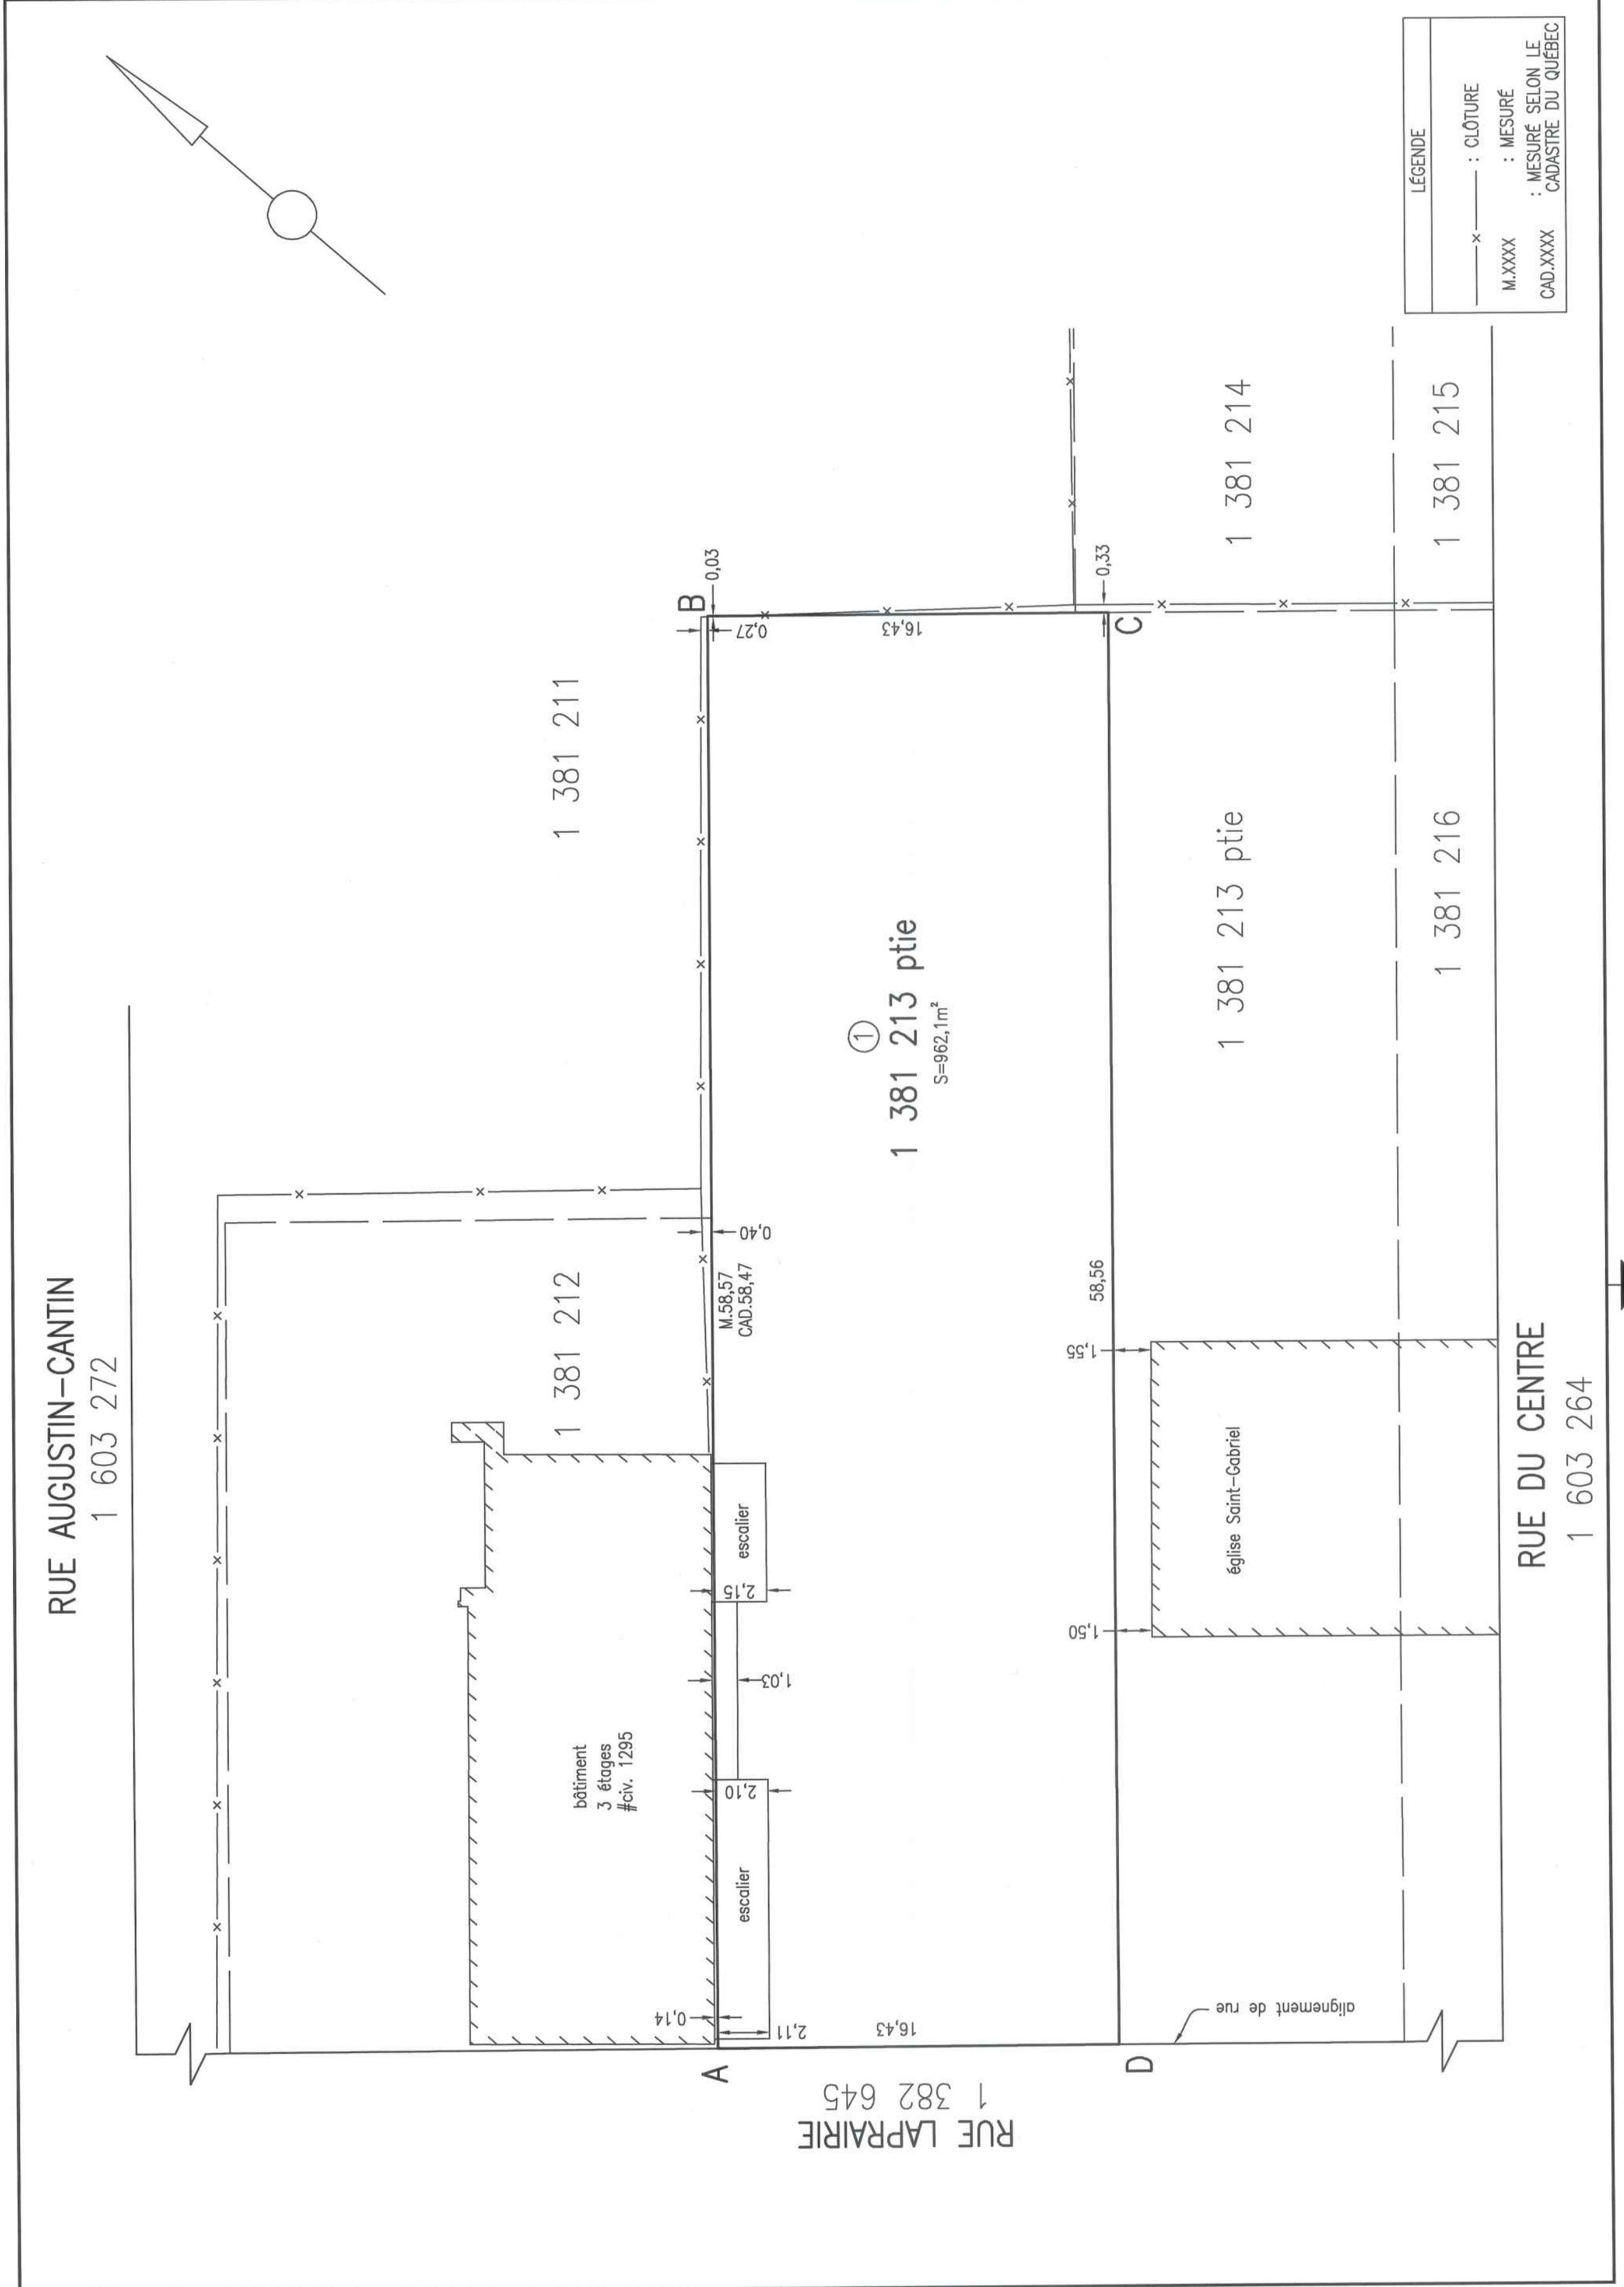 RUE AUGUSTIN-CANTIN
1 603 272
1 381 212
1 381 211
bâtiment
3 étages
#civ. 1295
0,14
2,11
escalier
2,10
1,03
2,15
escalier
M.58,57
CAD.58,47
0,40
0,27
B
0,03
A
16,43
16,43
1
1 381 213 ptie
S=962,1m²
RUE LAPRAIRIE
1 382 645
D
1,50
1,55
58,56
C
0,33
alignement de rue
église Saint-Gabriel
1 381 213 ptie
1 381 214
1 381 216
1 381 215
RUE DU CENTRE
1 603 264
LÉGENDE
x : CLÔTURE
M.XXXX : MESURÉ
CAD.XXXX : MESURÉ SELON LE
CADASTRE DU QUÉBEC